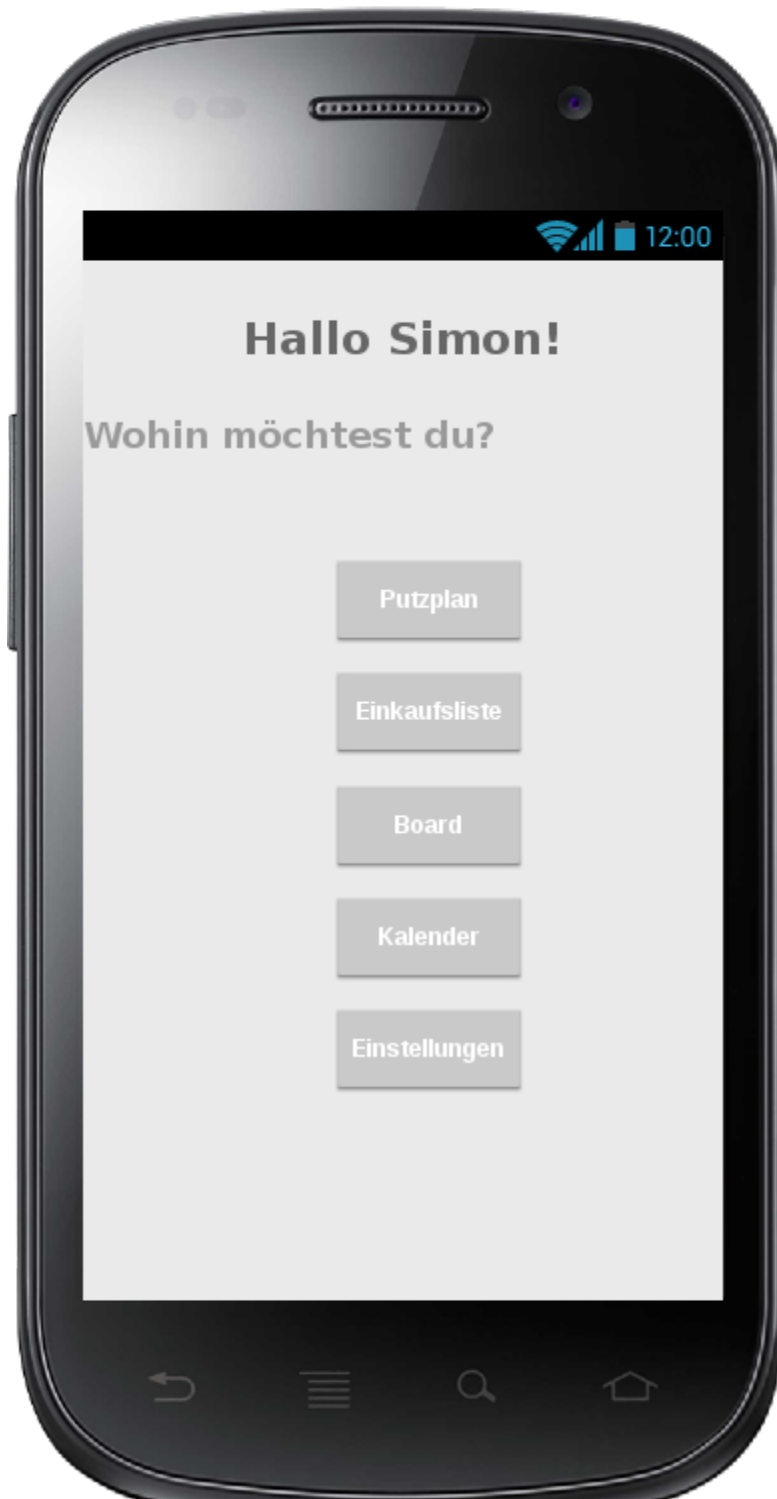 12:00
Hallo Simon!
Wohin möchtest du?
Putzplan
Einkaufsliste
Board
Kalender
Einstellungen